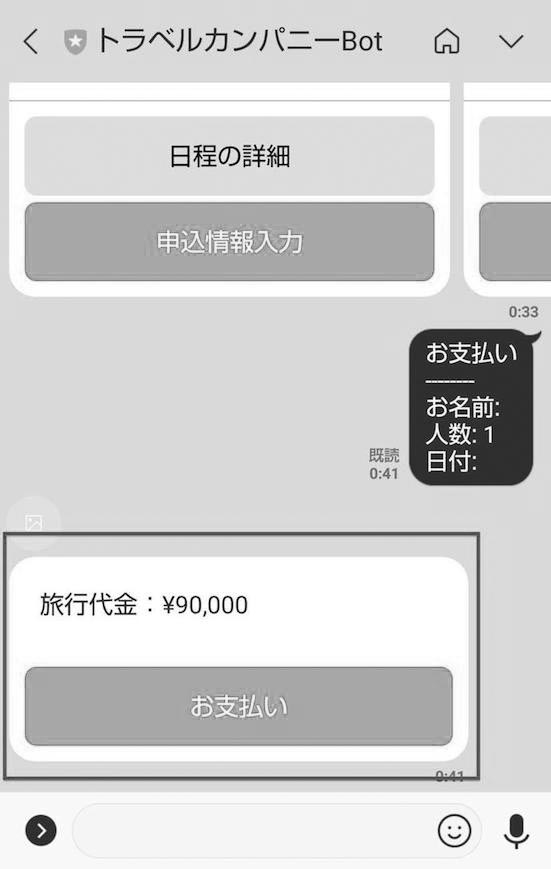 トラベルカンパニーBot
日程の詳細
申込情報入力
0:33
お支払い
--------
お名前:
人数: 1
日付:
既読
0:41
旅行代金：¥90,000
お支払い
0:41